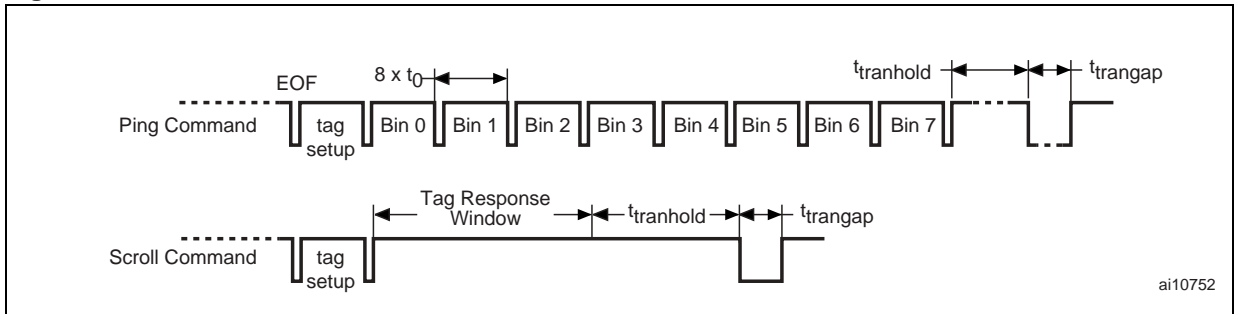 EOF
8 x t0
ttranhold
ttrangap
Ping Command
tag
setup
Bin 0
Bin 1
Bin 2
Bin 3
Bin 4
Bin 5
Bin 6
Bin 7
Tag Response
Window
ttranhold
ttrangap
Scroll Command
tag
setup
ai10752